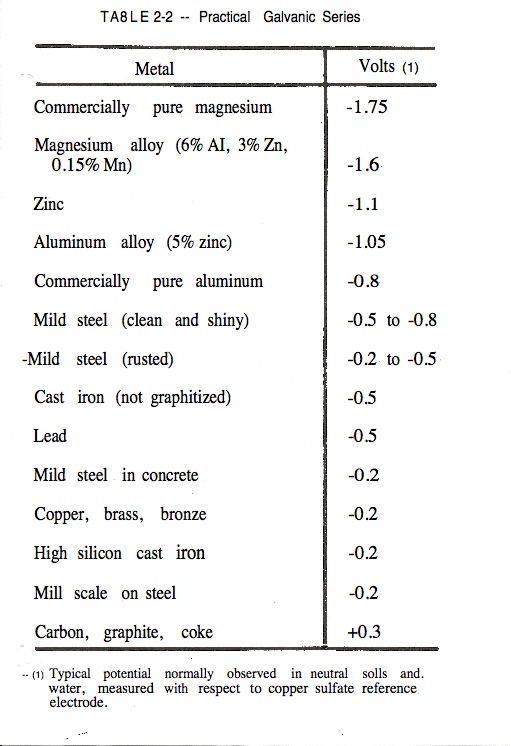 TA8LE 2-2 -- Practical Galvanic Series
Metal Volts (1)
Commercially pure magnesium -1.75
Magnesium alloy (6% AI, 3% Zn,
0.15% Mn) -1.6
Zinc -1.1
Aluminum alloy (5% zinc) -1.05
Commercially pure aluminum -0.8
Mild steel (clean and shiny) -0.5 to -0.8
-Mild steel (rusted) -0.2 to -0.5
Cast iron (not graphitized) -0.5
Lead -0.5
Mild steel in concrete -0.2
Copper, brass, bronze -0.2
High silicon cast iron -0.2
Mill scale on steel -0.2
Carbon, graphite, coke +0.3
-- (1) Typical potential normally observed in neutral solls and.
water, measured with respect to copper sulfate reference
electrode.